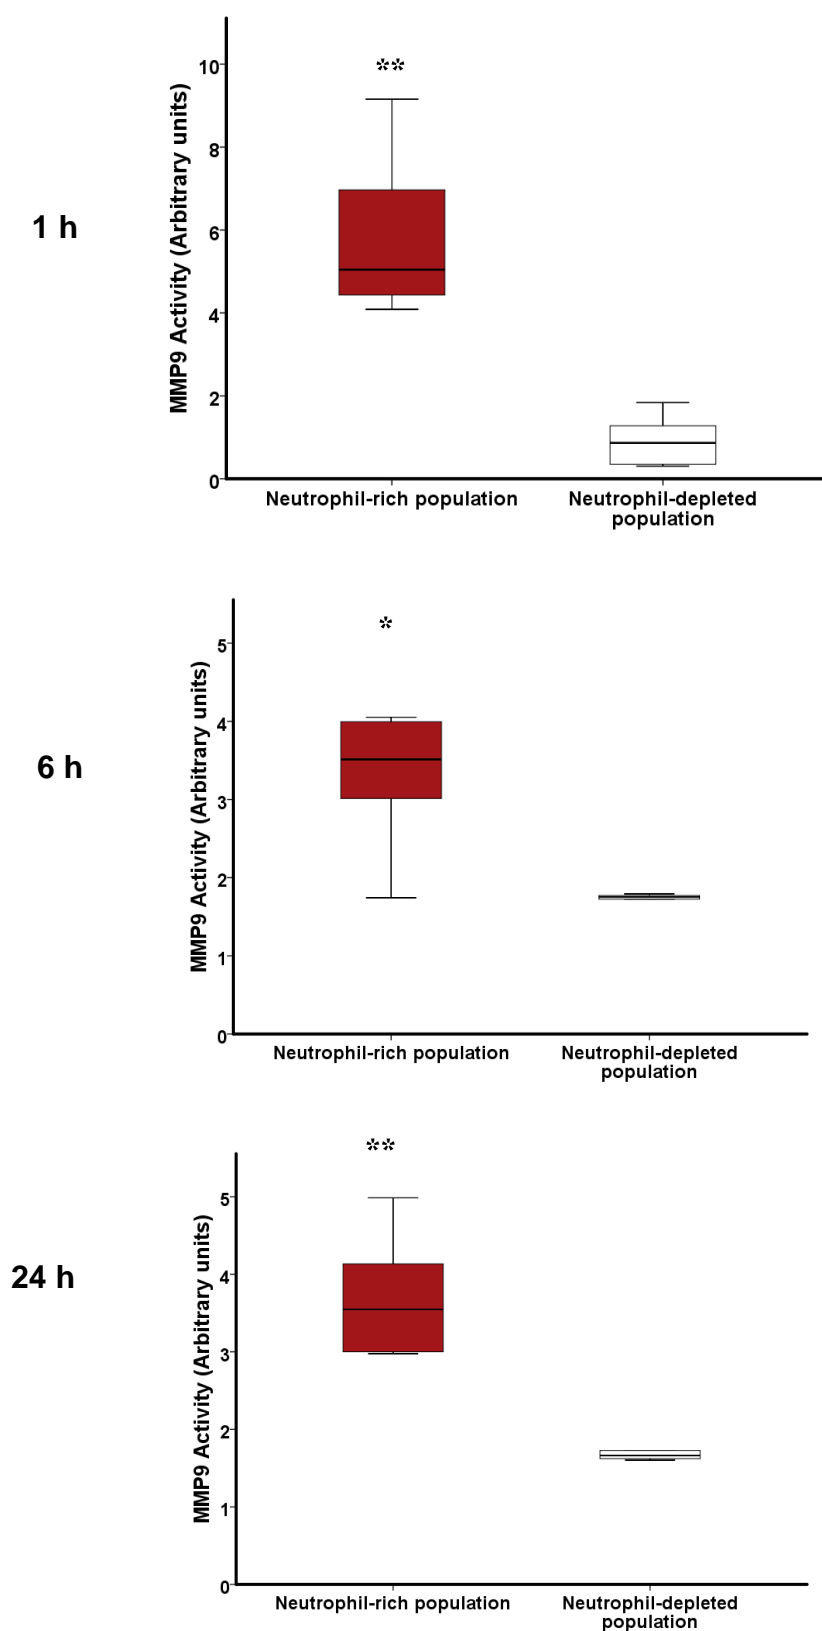 **
10
8
6
4
2
0
MMP9 Activity (Arbitrary units)
1 h
Neutrophil-rich population
Neutrophil-depleted
population
*
5
4
3
2
1
0
MMP9 Activity (Arbitrary units)
6 h
Neutrophil-rich population
Neutrophil-depleted
population
**
5
4
3
2
1
0
MMP9 Activity (Arbitrary units)
24 h
Neutrophil-rich population
Neutrophil-depleted
population